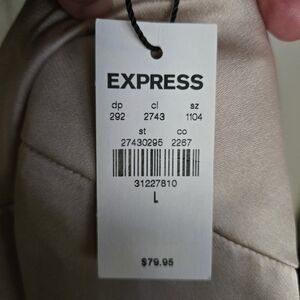 EXPRESS
dp cl sz
292 2743 1104
st co
27430295 2267
31227810
L
$79.95